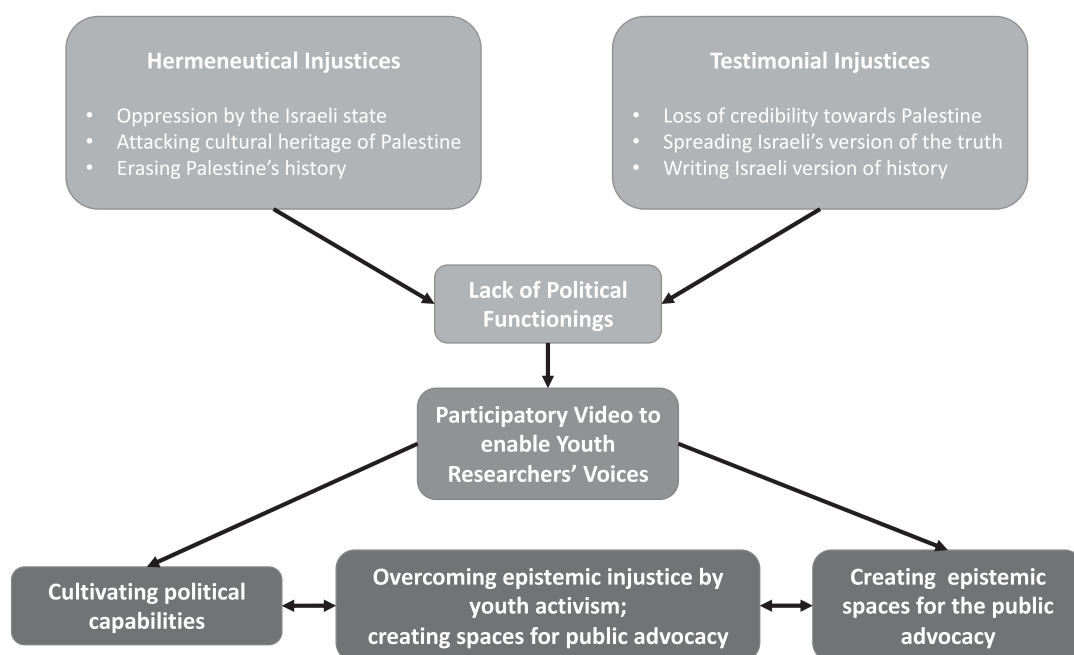 Hermeneutical Injustices
• Oppression by the Israeli state
• Attacking cultural heritage of Palestine
• Erasing Palestine’s history
Testimonial Injustices
• Loss of credibility towards Palestine
• Spreading Israeli’s version of the truth
• Writing Israeli version of history
Lack of Political
Functionings
Participatory Video to
enable Youth
Researchers’ Voices
Cultivating political
capabilities
Overcoming epistemic injustice by
youth activism;
creating spaces for public advocacy
Creating epistemic
spaces for the public
advocacy